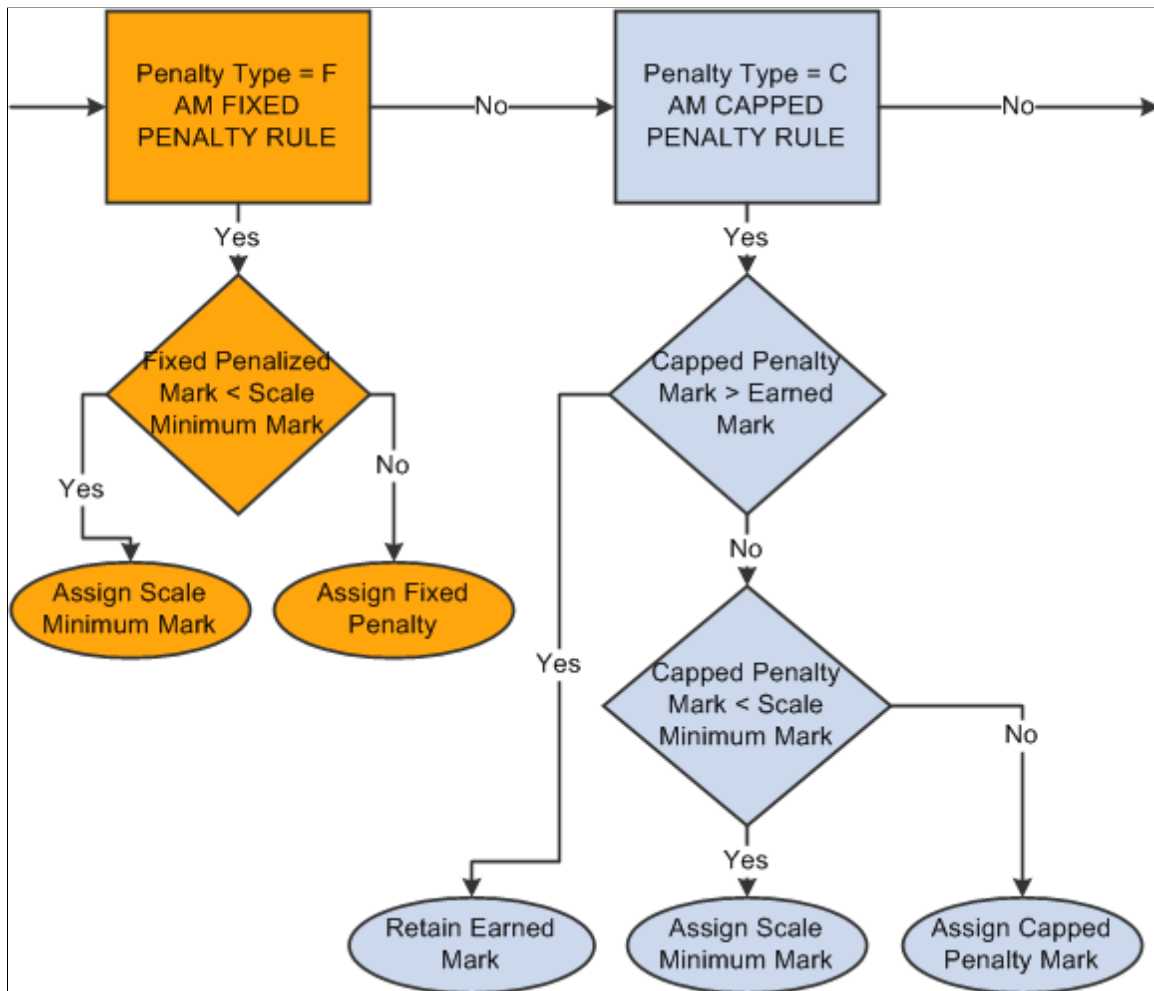 Penalty Type = F
AM FIXED
PENALTY RULE
No
Penalty Type = C
AM CAPPED
PENALTY RULE
No
Yes
Yes
Fixed Penalized
Mark < Scale
Minimum Mark
Capped Penalty
Mark > Earned
Mark
Yes
No
No
Assign Scale
Minimum Mark
Assign Fixed
Penalty
Yes
Capped Penalty
Mark < Scale
Minimum Mark
No
Yes
Retain Earned
Mark
Assign Scale
Minimum Mark
Assign Capped
Penalty Mark